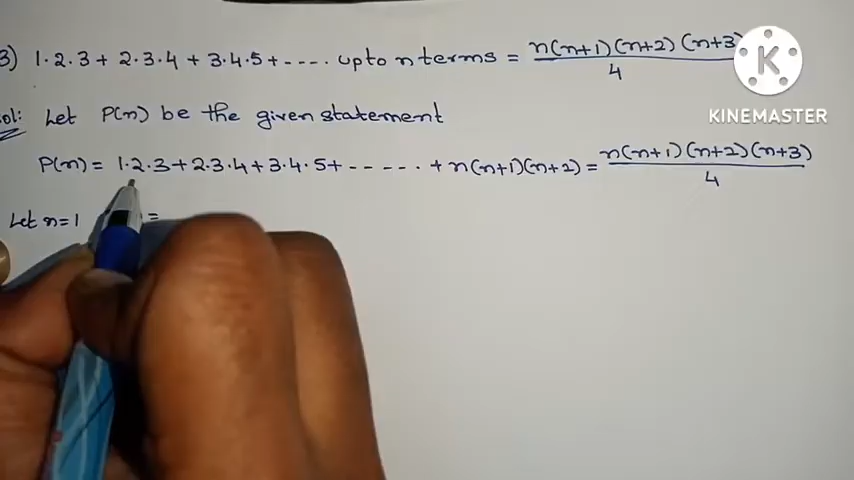 3) 1·2·3 + 2·3·4 + 3·4·5 + ---- upto n terms = n(n+1)(n+2)(n+3) / 4
K
KINEMASTER
ol: Let P(n) be the given statement
P(n) = 1·2·3 + 2·3·4 + 3·4·5 + ------ + n(n+1)(n+2) = n(n+1)(n+2)(n+3) / 4
Let n=1 =